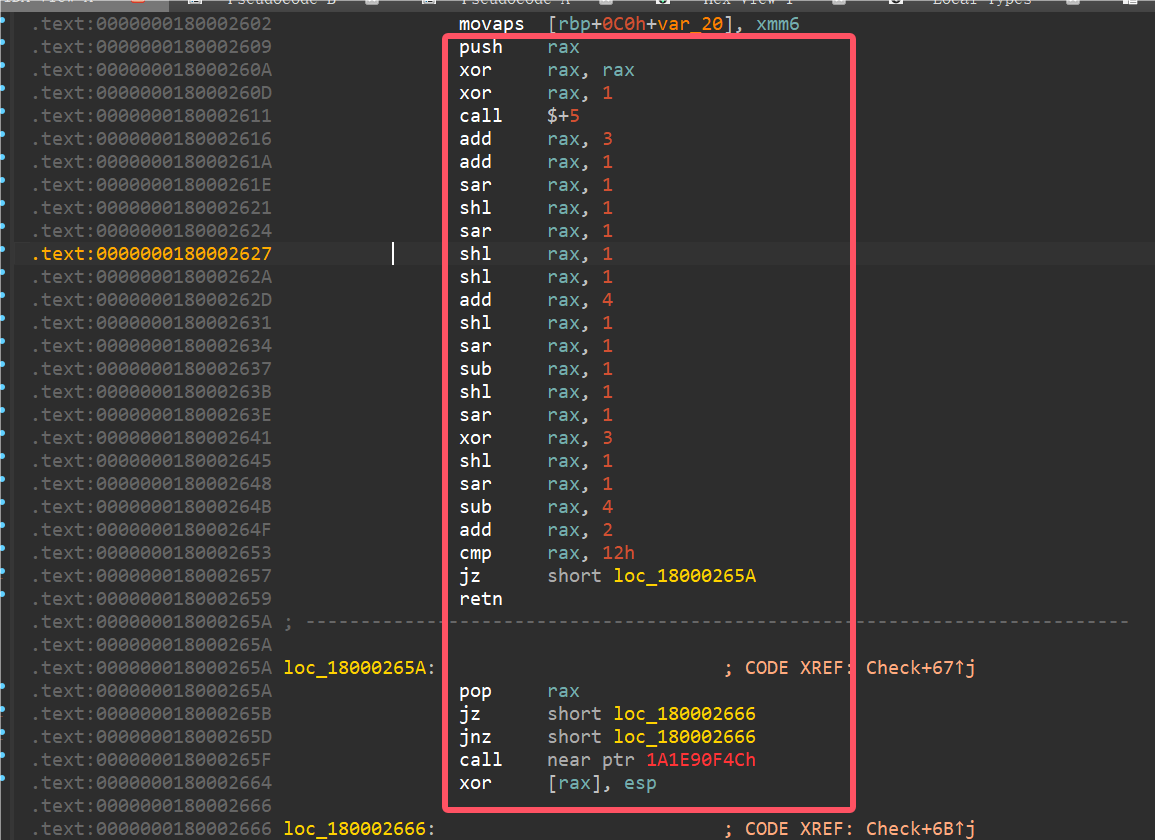 Pseudocode B Pseudocode A Hex View 1 Local Types
.text:0000000180002602 movaps [rbp+0C0h+var_20], xmm6
.text:0000000180002609 push rax
.text:000000018000260A xor rax, rax
.text:000000018000260D xor rax, 1
.text:0000000180002611 call $+5
.text:0000000180002616 add rax, 3
.text:000000018000261A add rax, 1
.text:000000018000261E sar rax, 1
.text:0000000180002621 shl rax, 1
.text:0000000180002624 sar rax, 1
.text:0000000180002627 shl rax, 1
.text:000000018000262A shl rax, 1
.text:000000018000262D add rax, 4
.text:0000000180002631 shl rax, 1
.text:0000000180002634 sar rax, 1
.text:0000000180002637 sub rax, 1
.text:000000018000263B shl rax, 1
.text:000000018000263E sar rax, 1
.text:0000000180002641 xor rax, 3
.text:0000000180002645 shl rax, 1
.text:0000000180002648 sar rax, 1
.text:000000018000264B sub rax, 4
.text:000000018000264F add rax, 2
.text:0000000180002653 cmp rax, 12h
.text:0000000180002657 jz short loc_18000265A
.text:0000000180002659 retn
.text:000000018000265A ; ---------------------------------------------------------------------------
.text:000000018000265A
.text:000000018000265A loc_18000265A: ; CODE XREF: Check+67↑j
.text:000000018000265A pop rax
.text:000000018000265B jz short loc_180002666
.text:000000018000265D jnz short loc_180002666
.text:000000018000265F call near ptr 1A1E90F4Ch
.text:0000000180002664 xor [rax], esp
.text:0000000180002666
.text:0000000180002666 loc_180002666: ; CODE XREF: Check+6B↑j